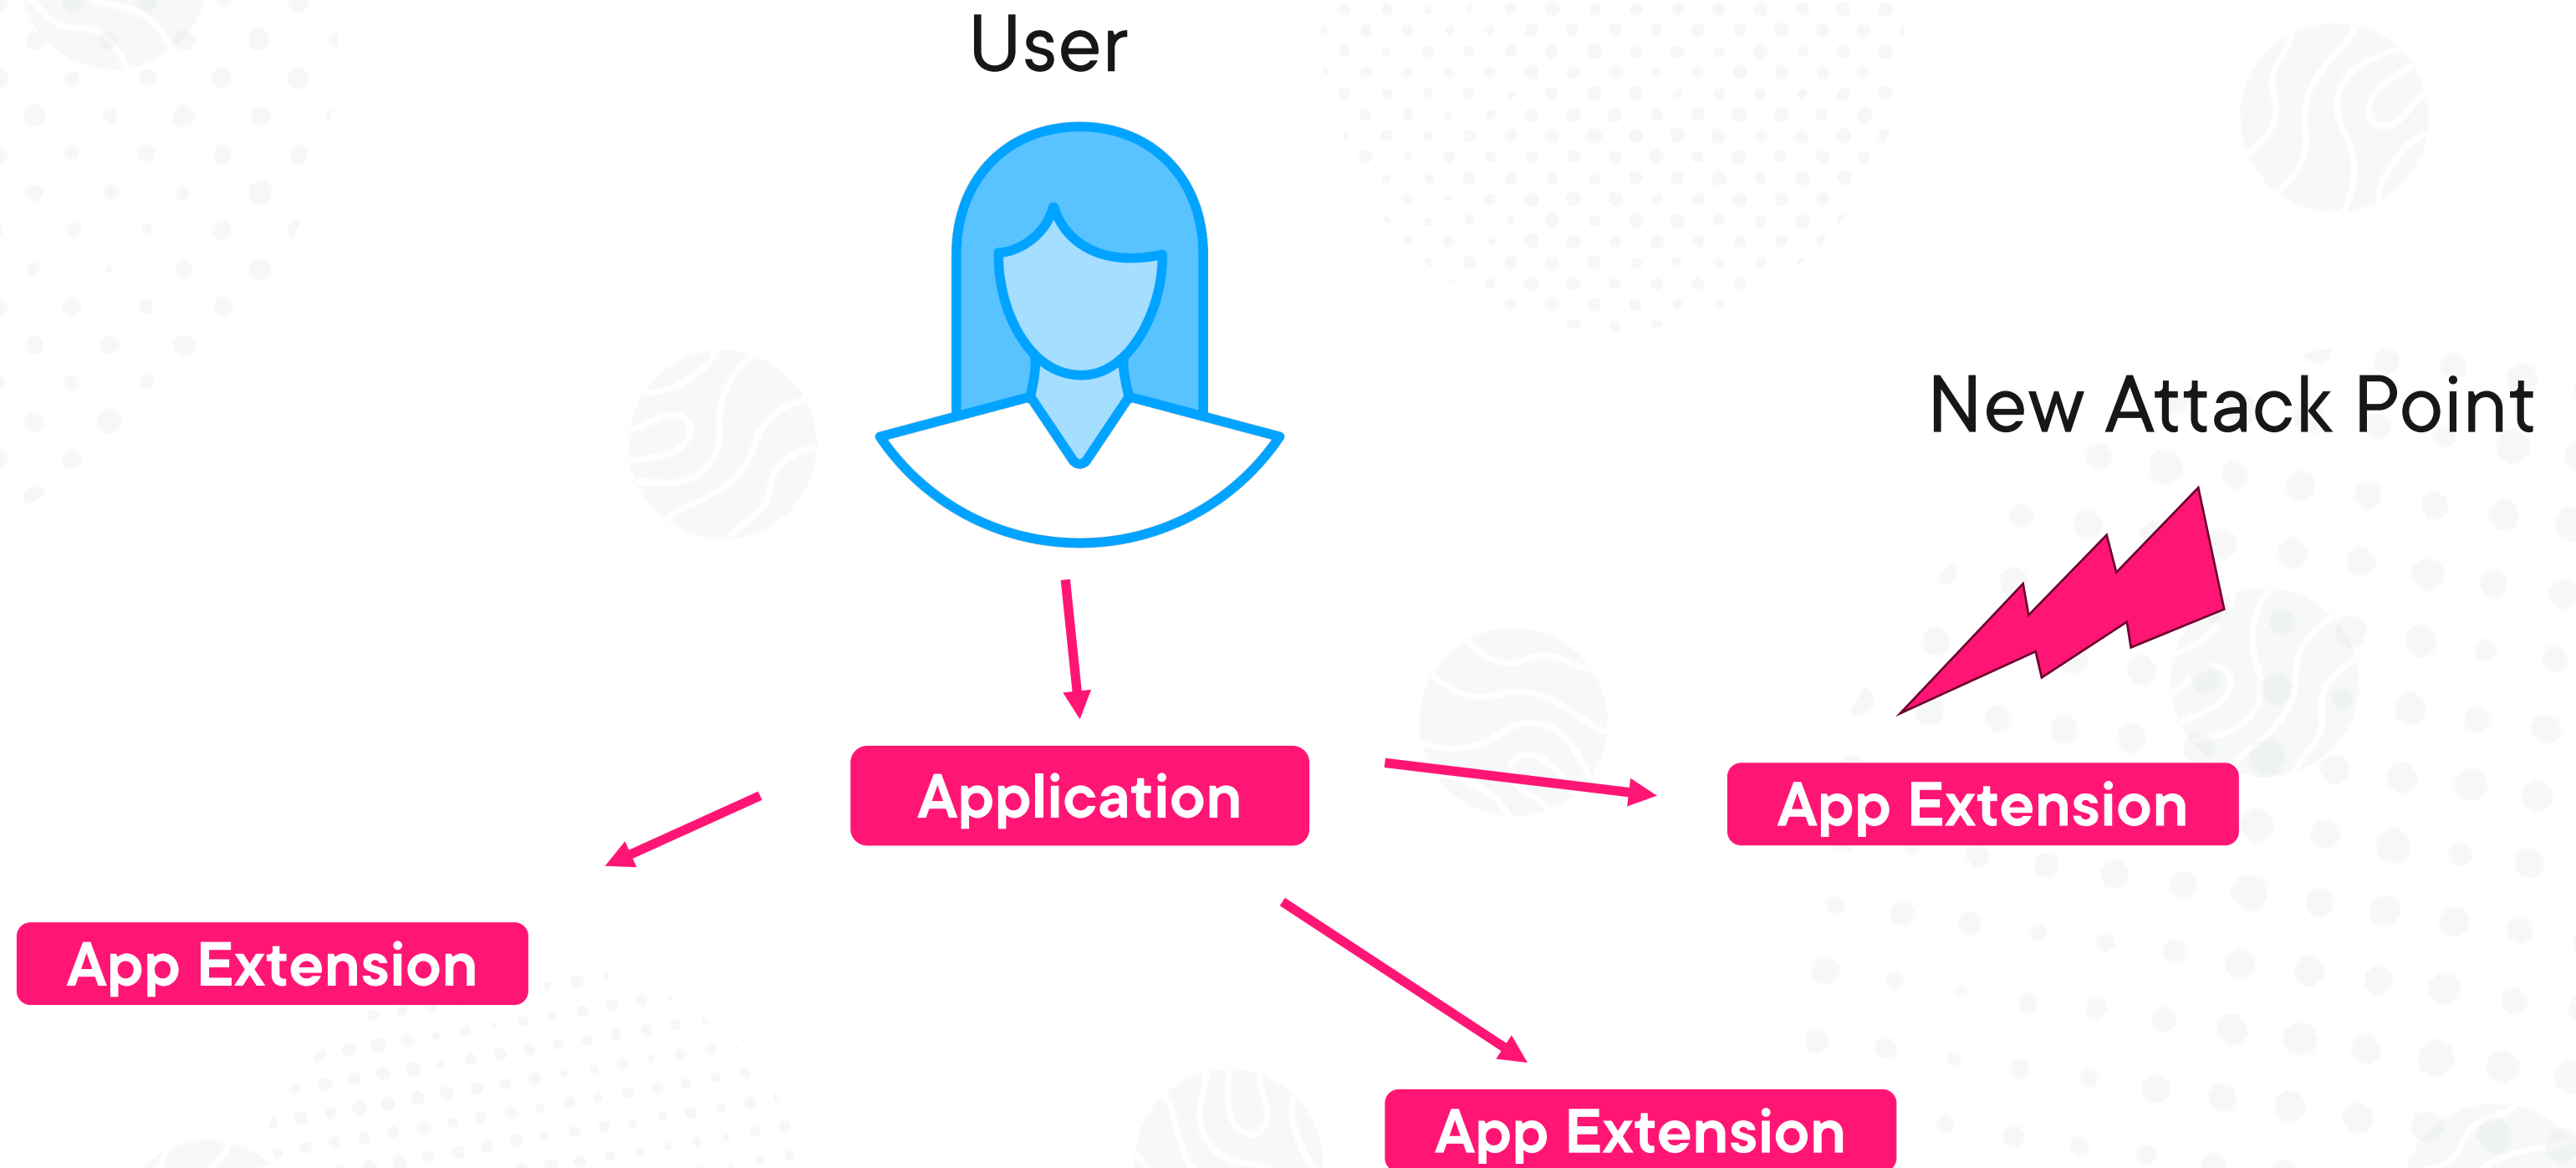 User
New Attack Point
Application
App Extension
App Extension
App Extension